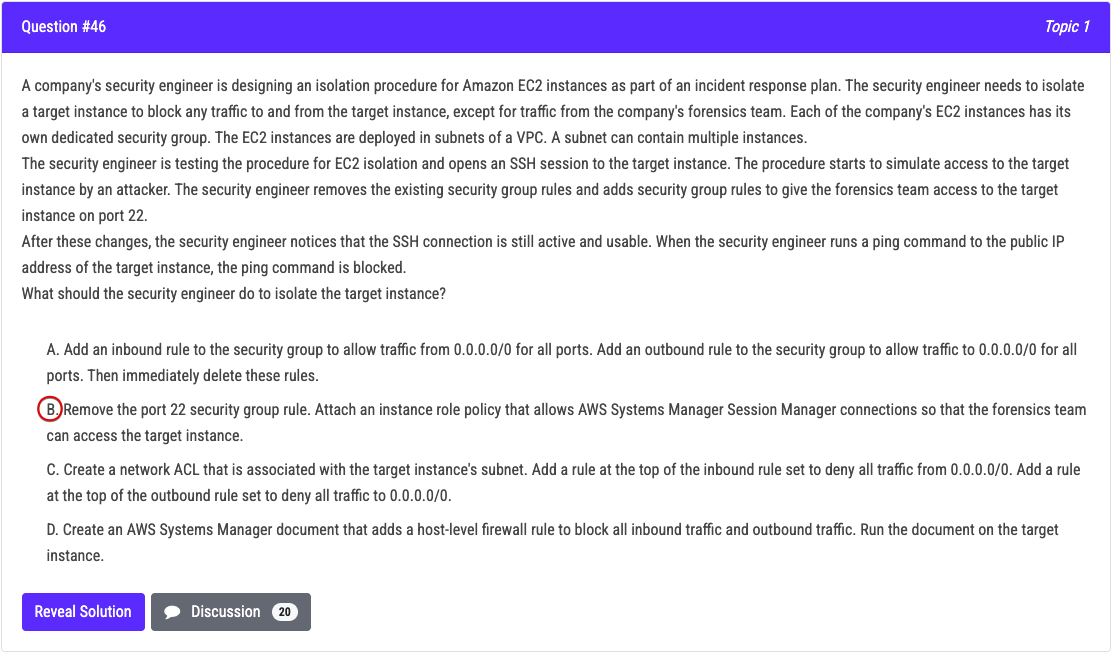 Question #46
Topic 1
A company's security engineer is designing an isolation procedure for Amazon EC2 instances as part of an incident response plan. The security engineer needs to isolate
a target instance to block any traffic to and from the target instance, except for traffic from the company's forensics team. Each of the company's EC2 instances has its
own dedicated security group. The EC2 instances are deployed in subnets of a VPC. A subnet can contain multiple instances.
The security engineer is testing the procedure for EC2 isolation and opens an SSH session to the target instance. The procedure starts to simulate access to the target
instance by an attacker. The security engineer removes the existing security group rules and adds security group rules to give the forensics team access to the target
instance on port 22.
After these changes, the security engineer notices that the SSH connection is still active and usable. When the security engineer runs a ping command to the public IP
address of the target instance, the ping command is blocked.
What should the security engineer do to isolate the target instance?
A. Add an inbound rule to the security group to allow traffic from 0.0.0.0/0 for all ports. Add an outbound rule to the security group to allow traffic to 0.0.0.0/0 for all
ports. Then immediately delete these rules.
B. Remove the port 22 security group rule. Attach an instance role policy that allows AWS Systems Manager Session Manager connections so that the forensics team
can access the target instance.
C. Create a network ACL that is associated with the target instance's subnet. Add a rule at the top of the inbound rule set to deny all traffic from 0.0.0.0/0. Add a rule
at the top of the outbound rule set to deny all traffic to 0.0.0.0/0.
D. Create an AWS Systems Manager document that adds a host-level firewall rule to block all inbound traffic and outbound traffic. Run the document on the target
instance.
Reveal Solution
Discussion 20